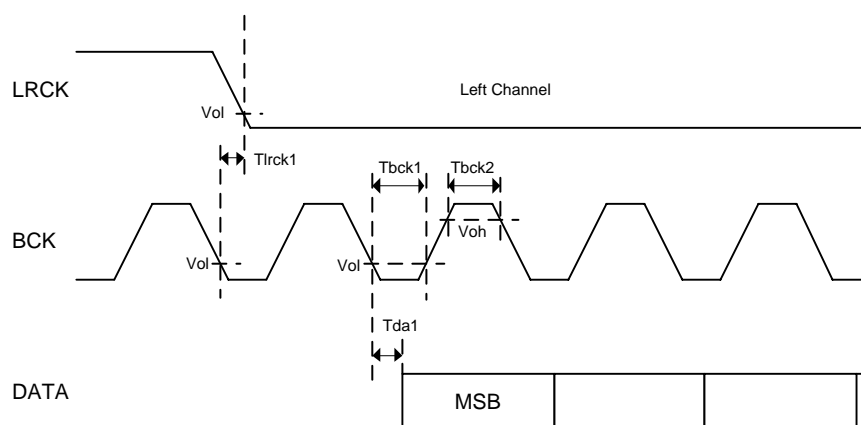 LRCK
Left Channel
Vol
Tlrck1
Tbck1
Tbck2
BCK
Voh
Vol
Vol
Tda1
DATA
MSB